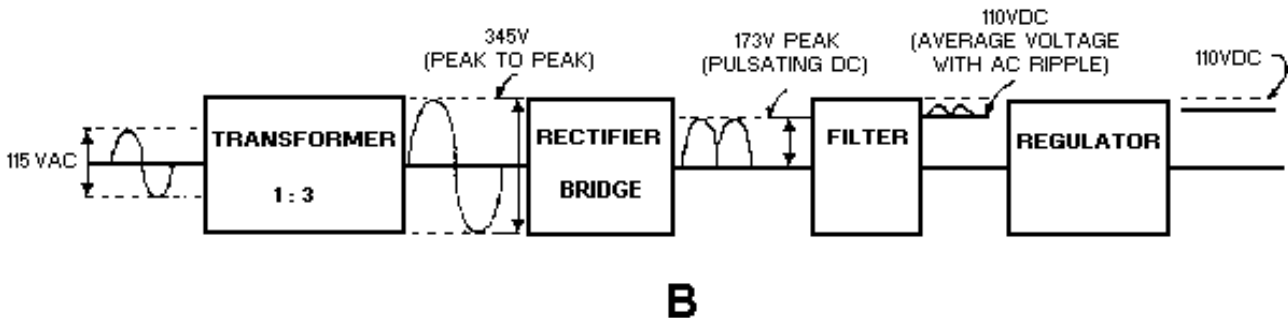 345V
(PEAK TO PEAK)
173V PEAK
(PULSATING DC)
110VDC
(AVERAGE VOLTAGE
WITH AC RIPPLE)
110VDC
115 VAC
TRANSFORMER
1 : 3
RECTIFIER
BRIDGE
FILTER
REGULATOR
B